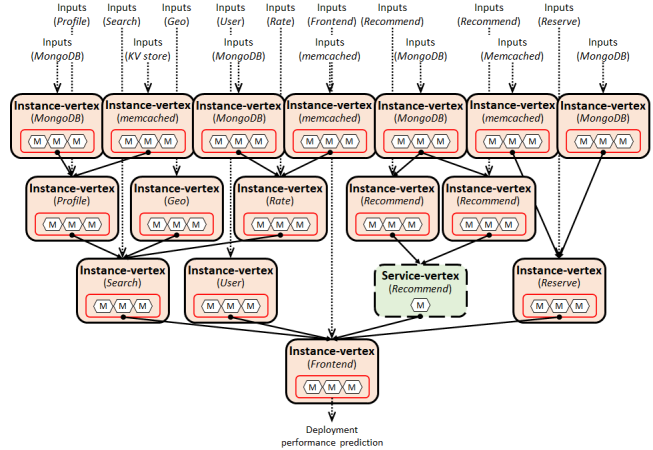 Inputs Inputs Inputs Inputs Inputs Inputs Inputs Inputs Inputs
(Profile) (Search) (Geo) (User) (Rate) (Frontend) (Recommend) (Recommend) (Reserve)
Inputs Inputs Inputs Inputs Inputs Inputs Inputs
(MongoDB) (KV store) (MongoDB) (memcached) (MongoDB) (Memcached) (MongoDB)
Instance-vertex Instance-vertex Instance-vertex Instance-vertex Instance-vertex Instance-vertex Instance-vertex
(MongoDB) (memcached) (MongoDB) (memcached) (MongoDB) (memcached) (MongoDB)
M M M M M M M M M M M M M M M M M M M M M
Instance-vertex Instance-vertex Instance-vertex Instance-vertex Instance-vertex
(Profile) (Geo) (Rate) (Recommend) (Recommend)
M M M M M M M M M M M M M M M
Instance-vertex Instance-vertex Service-vertex Instance-vertex
(Search) (User) (Recommend) (Reserve)
M M M M M M M M M M
Instance-vertex
(Frontend)
M M M
Deployment
performance prediction